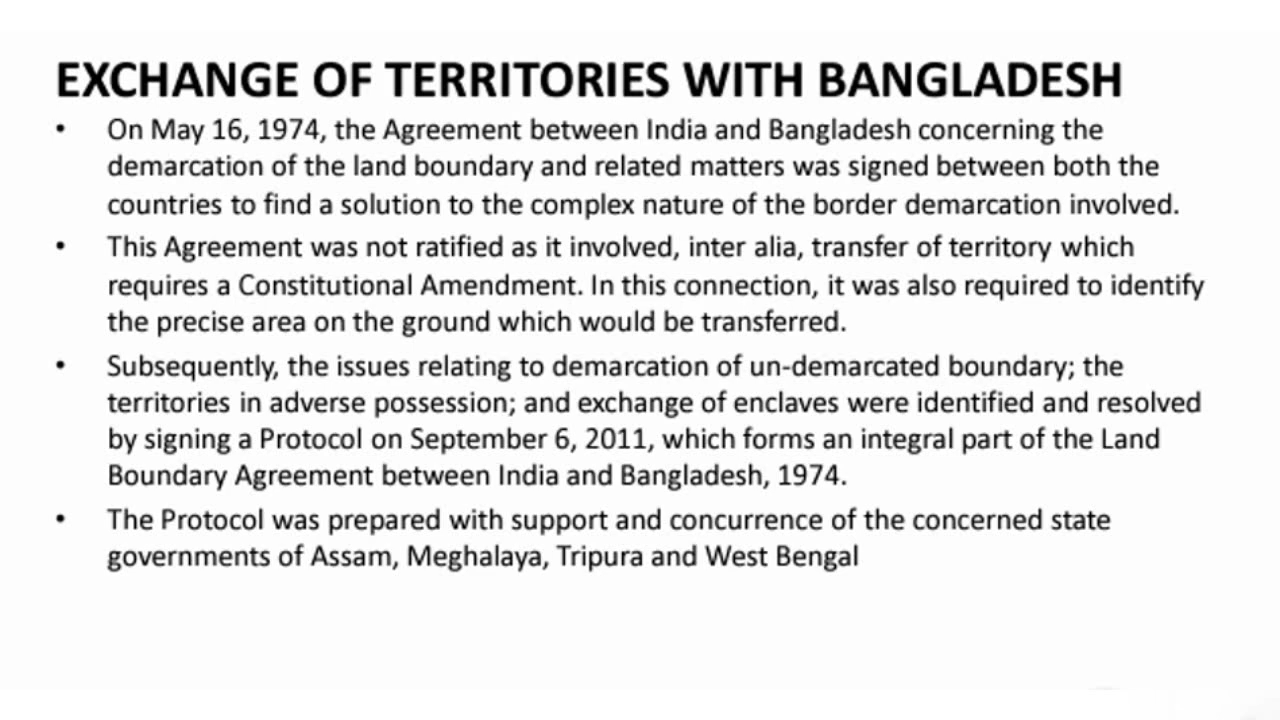 EXCHANGE OF TERRITORIES WITH BANGLADESH
• On May 16, 1974, the Agreement between India and Bangladesh concerning the
demarcation of the land boundary and related matters was signed between both the
countries to find a solution to the complex nature of the border demarcation involved.
• This Agreement was not ratified as it involved, inter alia, transfer of territory which
requires a Constitutional Amendment. In this connection, it was also required to identify
the precise area on the ground which would be transferred.
• Subsequently, the issues relating to demarcation of un-demarcated boundary; the
territories in adverse possession; and exchange of enclaves were identified and resolved
by signing a Protocol on September 6, 2011, which forms an integral part of the Land
Boundary Agreement between India and Bangladesh, 1974.
• The Protocol was prepared with support and concurrence of the concerned state
governments of Assam, Meghalaya, Tripura and West Bengal